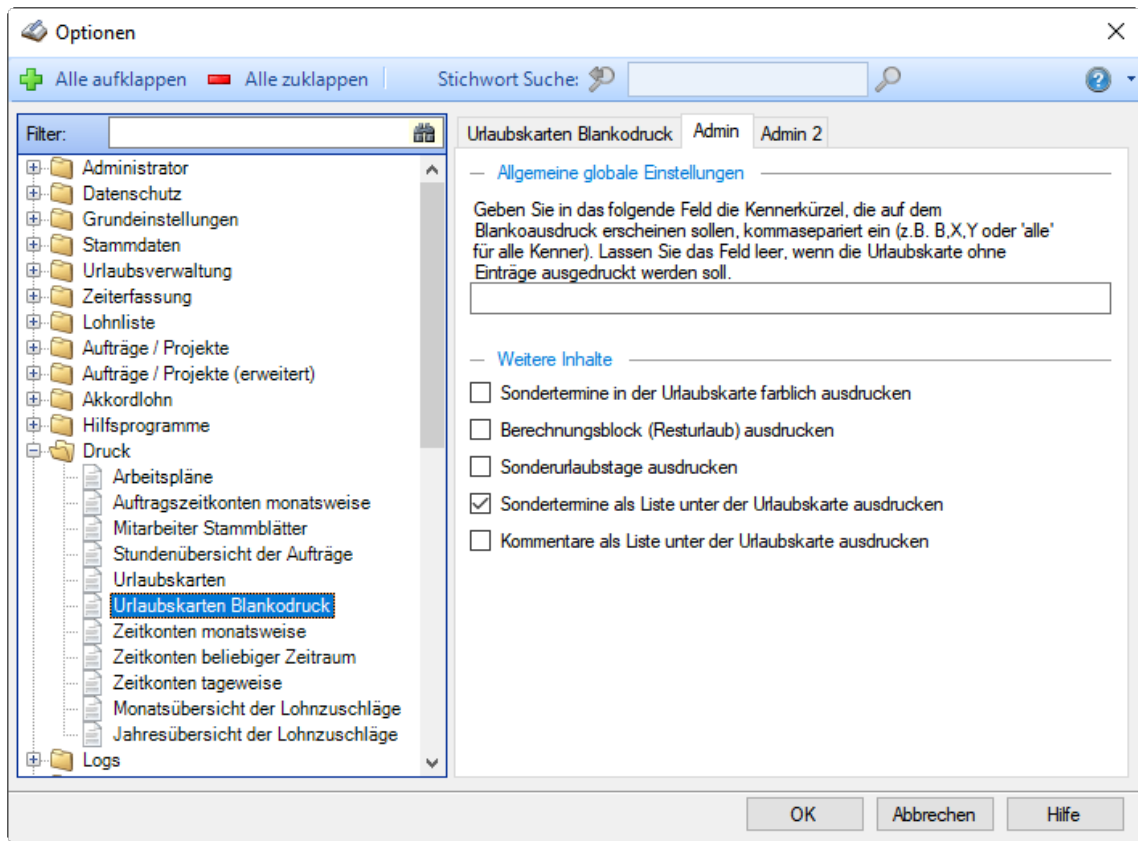 Optionen
Alle aufklappen Alle zuklappen Stichwort Suche:
Filter:
Administrator
Datenschutz
Grundeinstellungen
Stammdaten
Urlaubsverwaltung
Zeiterfassung
Lohnliste
Aufträge / Projekte
Aufträge / Projekte (erweitert)
Akkordlohn
Hilfsprogramme
Druck
Arbeitspläne
Auftragszeitkonten monatsweise
Mitarbeiter Stammblätter
Stundenübersicht der Aufträge
Urlaubskarten
Urlaubskarten Blankodruck
Zeitkonten monatsweise
Zeitkonten beliebiger Zeitraum
Zeitkonten tageweise
Monatsübersicht der Lohnzuschläge
Jahresübersicht der Lohnzuschläge
Logs
Urlaubskarten Blankodruck Admin Admin 2
Allgemeine globale Einstellungen
Geben Sie in das folgende Feld die Kennerkürzel, die auf dem
Blankoausdruck erscheinen sollen, kommasepariert ein (z.B. B,X,Y oder 'alle'
für alle Kenner). Lassen Sie das Feld leer, wenn die Urlaubskarte ohne
Einträge ausgedruckt werden soll.
Weitere Inhalte
Sondertermine in der Urlaubskarte farblich ausdrucken
Berechnungsblock (Resturlaub) ausdrucken
Sonderurlaubstage ausdrucken
Sondertermine als Liste unter der Urlaubskarte ausdrucken
Kommentare als Liste unter der Urlaubskarte ausdrucken
OK Abbrechen Hilfe